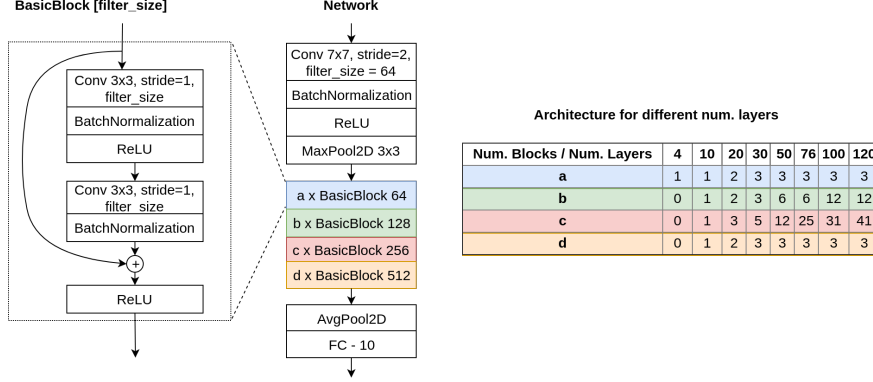 BasicBlock [filter_size]
Conv 3x3, stride=1,
filter_size
BatchNormalization
ReLU
Conv 3x3, stride=1,
filter_size
BatchNormalization
+
ReLU
Network
Conv 7x7, stride=2,
filter_size = 64
BatchNormalization
ReLU
MaxPool2D 3x3
a x BasicBlock 64
b x BasicBlock 128
c x BasicBlock 256
d x BasicBlock 512
AvgPool2D
FC - 10
Architecture for different num. layers
Num. Blocks / Num. Layers 4 10 20 30 50 76 100 120
a 1 1 2 3 3 3 3 3
b 0 1 2 3 6 6 12 12
c 0 1 3 5 12 25 31 41
d 0 1 2 3 3 3 3 3